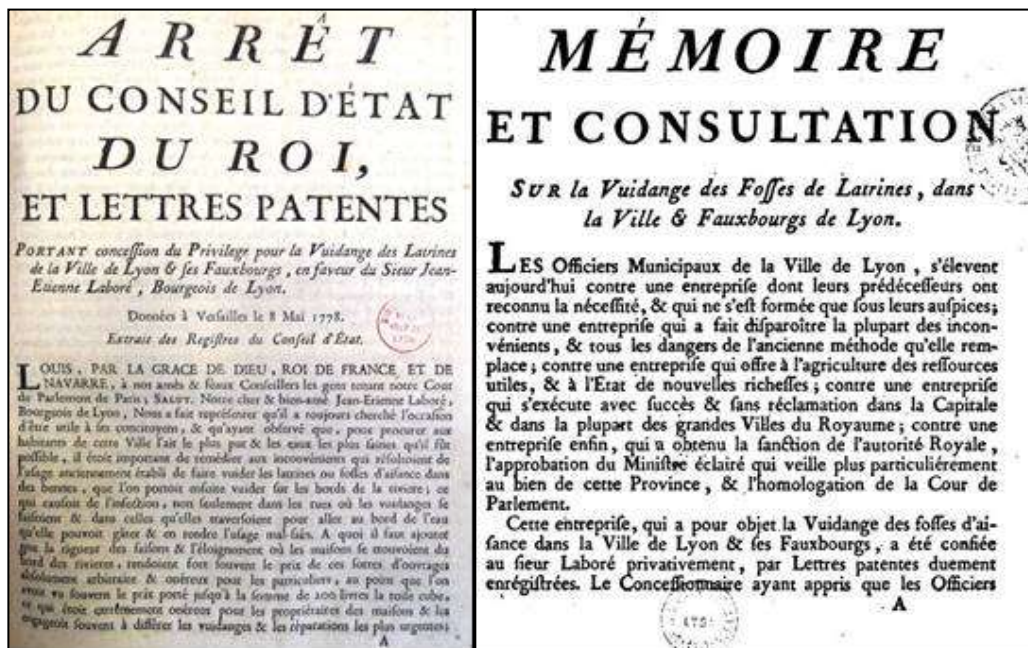 ARRÊT
DU CONSEIL D'ÉTAT
DU ROI,
ET LETTRES PATENTES
PORTANT concession du Privilege pour la Vuidange des Latrines
de la Ville de Lyon & ses Fauxbourgs, en faveur du Sieur Jean-
Etienne Laboré, Bourgeois de Lyon.
Données à Versailles le 8 Mai 1778.
Extrait des Registres du Conseil d'Etat.
LOUIS, PAR LA GRACE DE DIEU, ROI DE FRANCE ET DE
NAVARRE, à nos amés & féaux Conseillers les gens tenant notre Cour
de Parlement de Paris; SALUT. Notre cher & bien-amé Jean-Etienne Laboré,
Bourgeois de Lyon, Nous a fait représenter qu'il a toujours cherché l'occasion
d'être utile à ses concitoyens, & qu'ayant observé que, pour procurer aux
habitants de cette Ville l'air le plus pur & les eaux les plus saines qu'il fût
possible, il étoit important de remédier aux inconvénients qui résultoient de
l'usage anciennement établi de faire vuider les latrines ou fosses d'aisance dans
des bennes, que l'on portoit ensuite vuider sur les bords de la riviere; ce
qui causoit de l'infection, non seulement dans les rues où les vuidanges se
faisoient & dans celles qu'elles traversoient pour aller au bord de l'eau
qu'elle pouvoit gâter & en rendre l'usage mal-sain. A quoi il faut ajouter
que la rigueur des saisons & l'éloignement où les maisons se trouvoient du
bord des rivieres, rendoient fort souvent le prix de ces sortes d'ouvrages
absolument arbitraire & onéreux pour les particuliers, au point que l'on
avoit vu souvent le prix porté jusqu'à la somme de 200 livres la toise cube,
ce qui étoit extrêmement onéreux pour les propriétaires des maisons & les
engageoit souvent à différer les vuidanges & les réparations les plus urgentes;
A
MÉMOIRE
ET CONSULTATION
SUR la Vuidange des Fosses de Latrines, dans
la Ville & Fauxbourgs de Lyon.
LES Officiers Municipaux de la Ville de Lyon, s'élevent
aujourd'hui contre une entreprise dont leurs prédécesseurs ont
reconnu la nécessité, & qui ne s'est formée que sous leurs auspices;
contre une entreprise qui a fait disparoître la plupart des incon-
vénients, & tous les dangers de l'ancienne méthode qu'elle rem-
place; contre une entreprise qui offre à l'agriculture des ressources
utiles, & à l'Etat de nouvelles richesses; contre une entreprise
qui s'exécute avec succès & sans réclamation dans la Capitale
& dans la plupart des grandes Villes du Royaume; contre une
entreprise enfin, qui a obtenu la sanction de l'autorité Royale,
l'approbation du Ministre éclairé qui veille plus particuliérement
au bien de cette Province, & l'homologation de la Cour de
Parlement.
Cette entreprise, qui a pour objet la Vuidange des fosses d'ai-
sance dans la Ville de Lyon & ses Fauxbourgs, a été confiée
au sieur Laboré privativement, par Lettres patentes duement
enrégistrées. Le Concessionnaire ayant appris que les Officiers
A